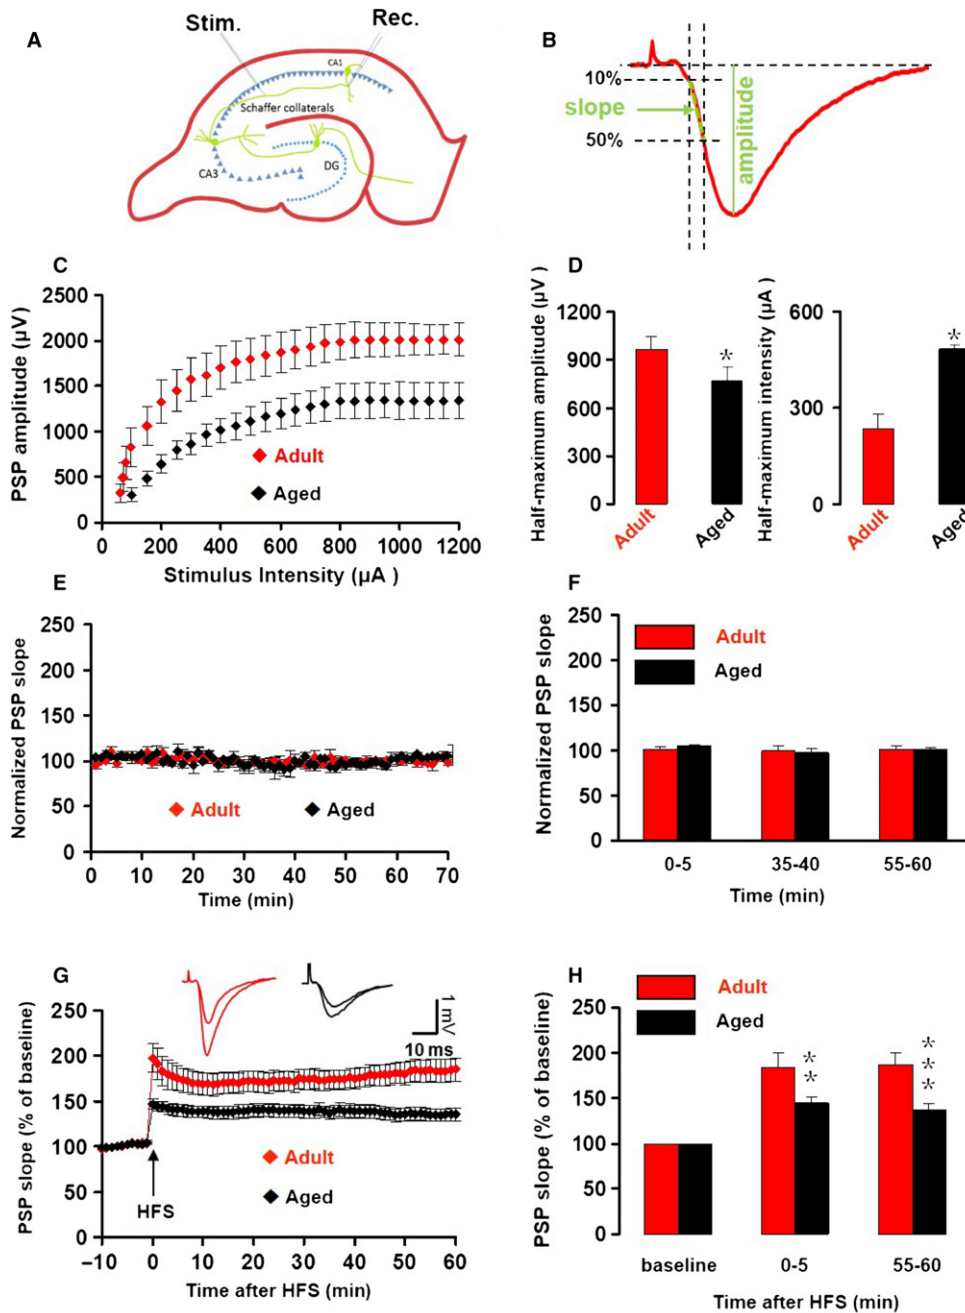 A
Stim.
Rec.
CA1
Schaffer collaterals
CA3
DG
B
10%
slope
50%
amplitude
C
PSP amplitude (µV)
2500
2000
1500
1000
500
0
Adult
Aged
0 200 400 600 800 1000 1200
Stimulus Intensity (µA )
D
Half-maximum amplitude (µV)
1200
900
600
300
0
*
Adult
Aged
Half-maximum intensity (µA)
600
300
0
*
Adult
Aged
E
Normalized PSP slope
250
200
150
100
50
0
Adult
Aged
0 10 20 30 40 50 60 70
Time (min)
F
Normalized PSP slope
250
200
150
100
50
0
Adult
Aged
0-5 35-40 55-60
Time (min)
G
PSP slope (% of baseline)
250
200
150
100
50
0
1 mV
10 ms
HFS
Adult
Aged
−10 0 10 20 30 40 50 60
Time after HFS (min)
H
PSP slope (% of baseline)
250
200
150
100
50
0
Adult
Aged
**
***
baseline 0-5 55-60
Time after HFS (min)